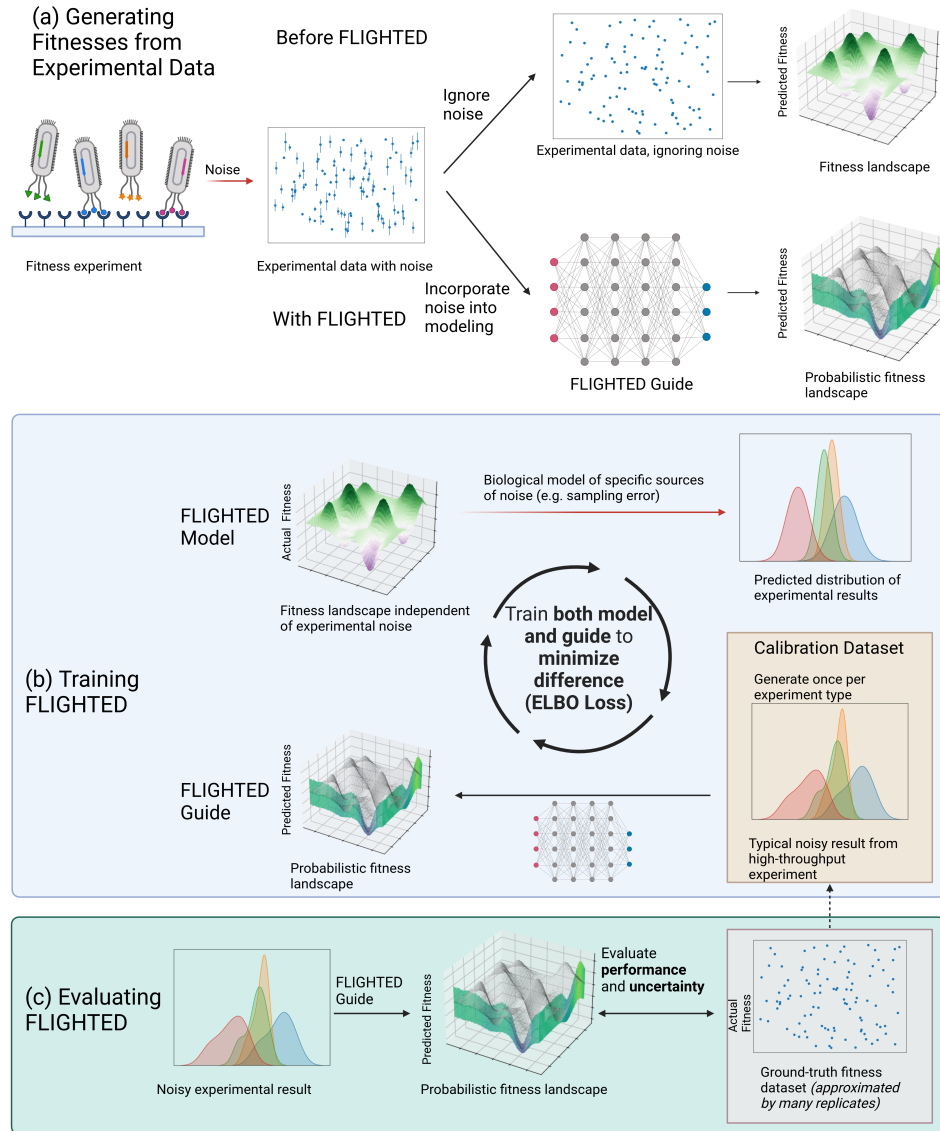 (a) Generating
Fitnesses from
Experimental Data
Before FLIGHTED
Ignore
noise
Experimental data, ignoring noise
Predicted Fitness
Fitness landscape
Noise
Fitness experiment
Experimental data with noise
With FLIGHTED
Incorporate
noise into
modeling
FLIGHTED Guide
Predicted Fitness
Probabilistic fitness
landscape
(b) Training
FLIGHTED
FLIGHTED
Model
Actual Fitness
Fitness landscape independent
of experimental noise
Biological model of specific sources
of noise (e.g. sampling error)
Predicted distribution of
experimental results
Train both model
and guide to
minimize
difference
(ELBO Loss)
Calibration Dataset
Generate once per
experiment type
Typical noisy result from
high-throughput
experiment
FLIGHTED
Guide
Predicted Fitness
Probabilistic fitness
landscape
(c) Evaluating
FLIGHTED
Noisy experimental result
FLIGHTED
Guide
Predicted Fitness
Probabilistic fitness landscape
Evaluate
performance
and uncertainty
Actual
Fitness
Ground-truth fitness
dataset (approximated
by many replicates)